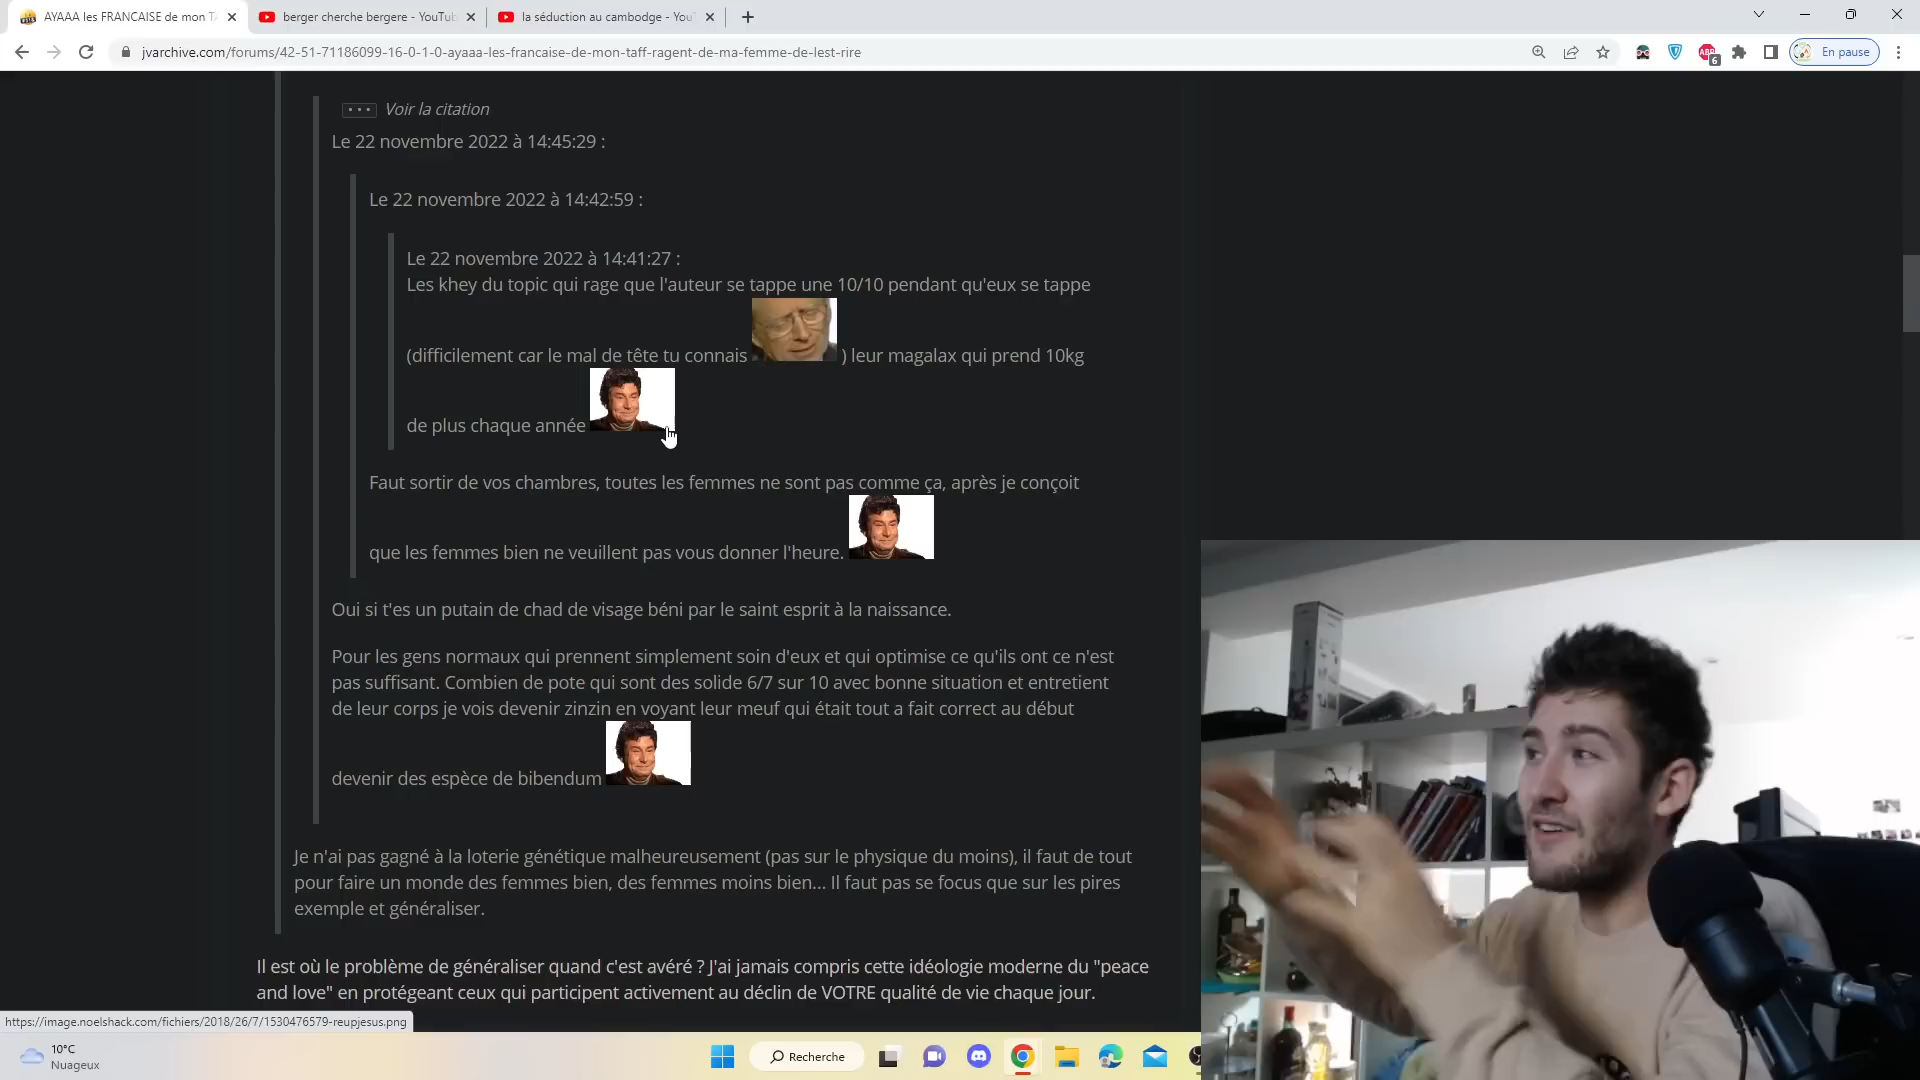 AYAAA les FRANCAISE de mon TA
berger cherche bergere - YouTub
la séduction au cambodge - You
jvarchive.com/forums/42-51-71186099-16-0-1-0-ayaaa-les-francaise-de-mon-taff-ragent-de-ma-femme-de-lest-rire
ABP
6
En pause
Voir la citation
Le 22 novembre 2022 à 14:45:29 :
Le 22 novembre 2022 à 14:42:59 :
Le 22 novembre 2022 à 14:41:27 :
Les khey du topic qui rage que l'auteur se tappe une 10/10 pendant qu'eux se tappe
(difficilement car le mal de tête tu connais ) leur magalax qui prend 10kg
de plus chaque année
Faut sortir de vos chambres, toutes les femmes ne sont pas comme ça, après je conçoit
que les femmes bien ne veuillent pas vous donner l'heure.
Oui si t'es un putain de chad de visage béni par le saint esprit à la naissance.
Pour les gens normaux qui prennent simplement soin d'eux et qui optimise ce qu'ils ont ce n'est
pas suffisant. Combien de pote qui sont des solide 6/7 sur 10 avec bonne situation et entretient
de leur corps je vois devenir zinzin en voyant leur meuf qui était tout a fait correct au début
devenir des espèce de bibendum
Je n'ai pas gagné à la loterie génétique malheureusement (pas sur le physique du moins), il faut de tout
pour faire un monde des femmes bien, des femmes moins bien... Il faut pas se focus que sur les pires
exemple et généraliser.
Il est où le problème de généraliser quand c'est avéré ? J'ai jamais compris cette idéologie moderne du "peace
and love" en protégeant ceux qui participent activement au déclin de VOTRE qualité de vie chaque jour.
https://image.noelshack.com/fichiers/2018/26/7/1530476579-reupjesus.png
10°C
Nuageux
Recherche